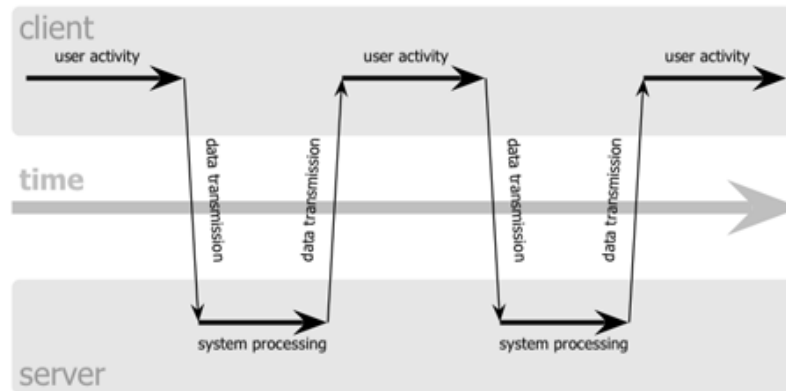 client
user activity
user activity
user activity
data transmission
data transmission
data transmission
data transmission
time
system processing
system processing
server